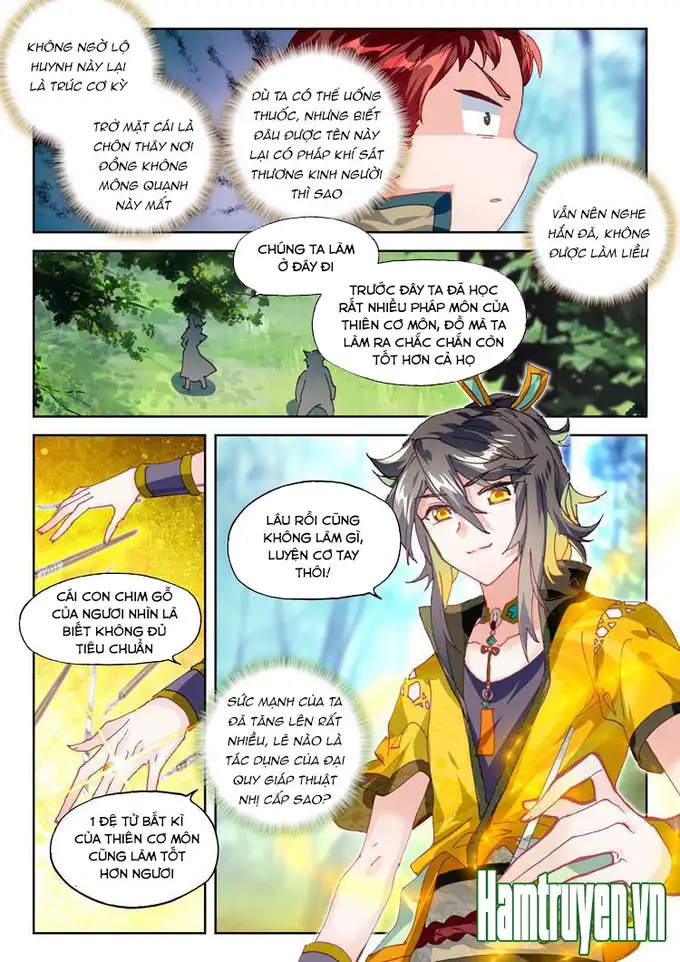 KHÔNG NGỜ LỘ
HUYNH NÀY LẠI
LÀ TRÚC CƠ KỲ
TRỞ MẶT CÁI LÀ
CHÔN THÂY NƠI
ĐỒNG KHÔNG
MÔNG QUẠNH
NÀY MẤT
DÙ TA CÓ THỂ UỐNG
THUỐC, NHƯNG BIẾT
ĐÂU ĐƯỢC TÊN NÀY
LẠI CÓ PHÁP KHÍ SÁT
THƯƠNG KINH NGƯỜI
THÌ SAO
VẪN NÊN NGHE
HẮN ĐÃ, KHÔNG
ĐƯỢC LÀM LIỀU
CHÚNG TA LÀM
Ở ĐÂY ĐI
TRƯỚC ĐÂY TA ĐÃ HỌC
RẤT NHIỀU PHÁP MÔN CỦA
THIÊN CƠ MÔN, ĐỒ MÀ TA
LÀM RA CHẮC CHẮN CÒN
TỐT HƠN CẢ HỌ
CÁI CON CHIM GỖ
CỦA NGƯƠI NHÌN LÀ
BIẾT KHÔNG ĐỦ
TIÊU CHUẨN
1 ĐỆ TỬ BẤT KÌ
CỦA THIÊN CƠ MÔN
CŨNG LÀM TỐT
HƠN NGƯƠI
LÂU RỒI CŨNG
KHÔNG LÀM GÌ,
LUYỆN CƠ TAY
THÔI!
SỨC MẠNH CỦA TA
ĐÃ TĂNG LÊN RẤT
NHIỀU, LẼ NÀO LÀ
TÁC DỤNG CỦA ĐẠI
QUY GIÁP THUẬT
NHỊ CẤP SAO?
Hamtruyen.vn